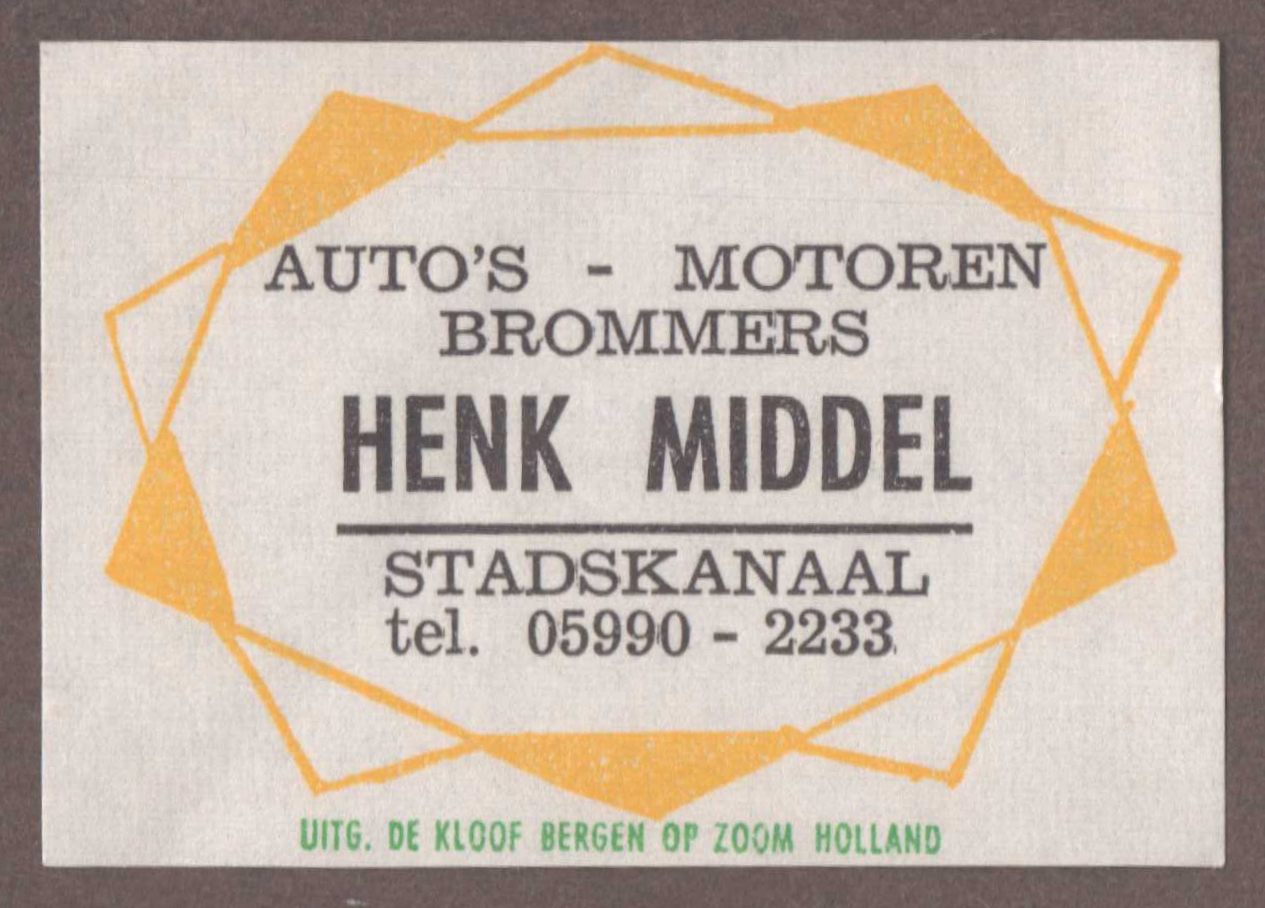 AUTO'S - MOTOREN
BROMMERS
HENK MIDDEL
STADSKANAAL
tel. 05990 - 2233
UITG. DE KLOOF BERGEN OP ZOOM HOLLAND